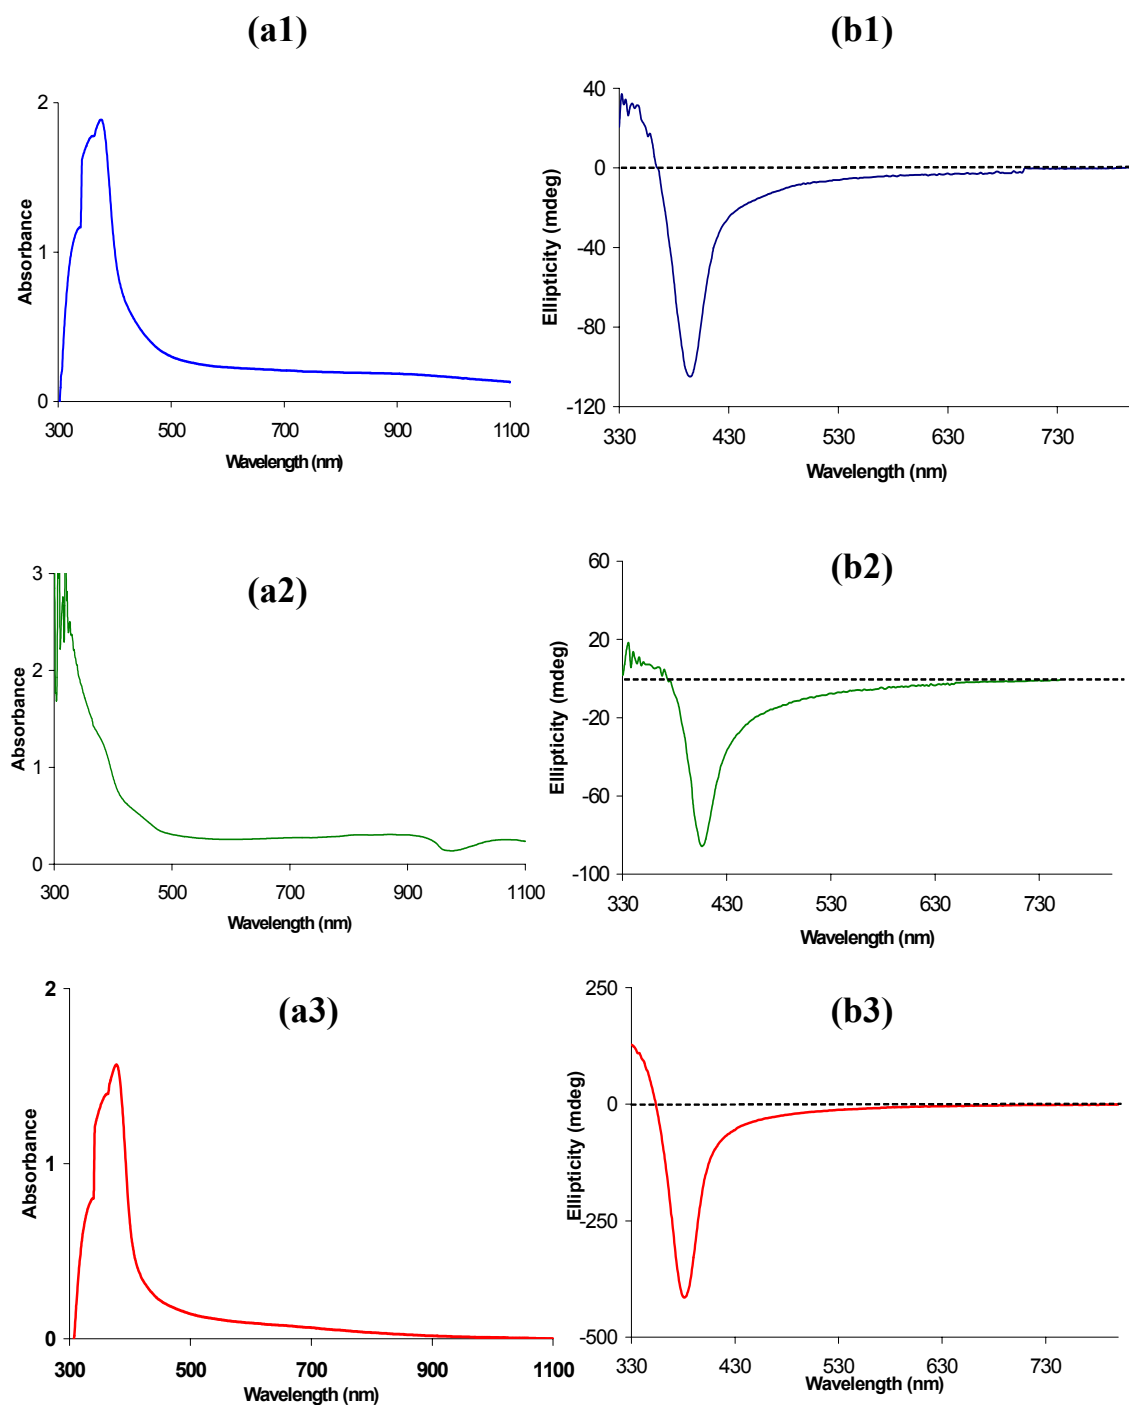 (a1)
(b1)
2
1
0
Absorbance
300 500 700 900 1100
Wavelength (nm)
40
0
-40
-80
-120
Ellipticity (mdeg)
330 430 530 630 730
Wavelength (nm)
(a2)
(b2)
3
2
1
0
Absorbance
300 500 700 900 1100
Wavelength (nm)
60
20
-20
-60
-100
Ellipticity (mdeg)
330 430 530 630 730
Wavelength (nm)
(a3)
(b3)
2
1
0
Absorbance
300 500 700 900 1100
Wavelength (nm)
250
0
-250
-500
Ellipticity (mdeg)
330 430 530 630 730
Wavelength (nm)